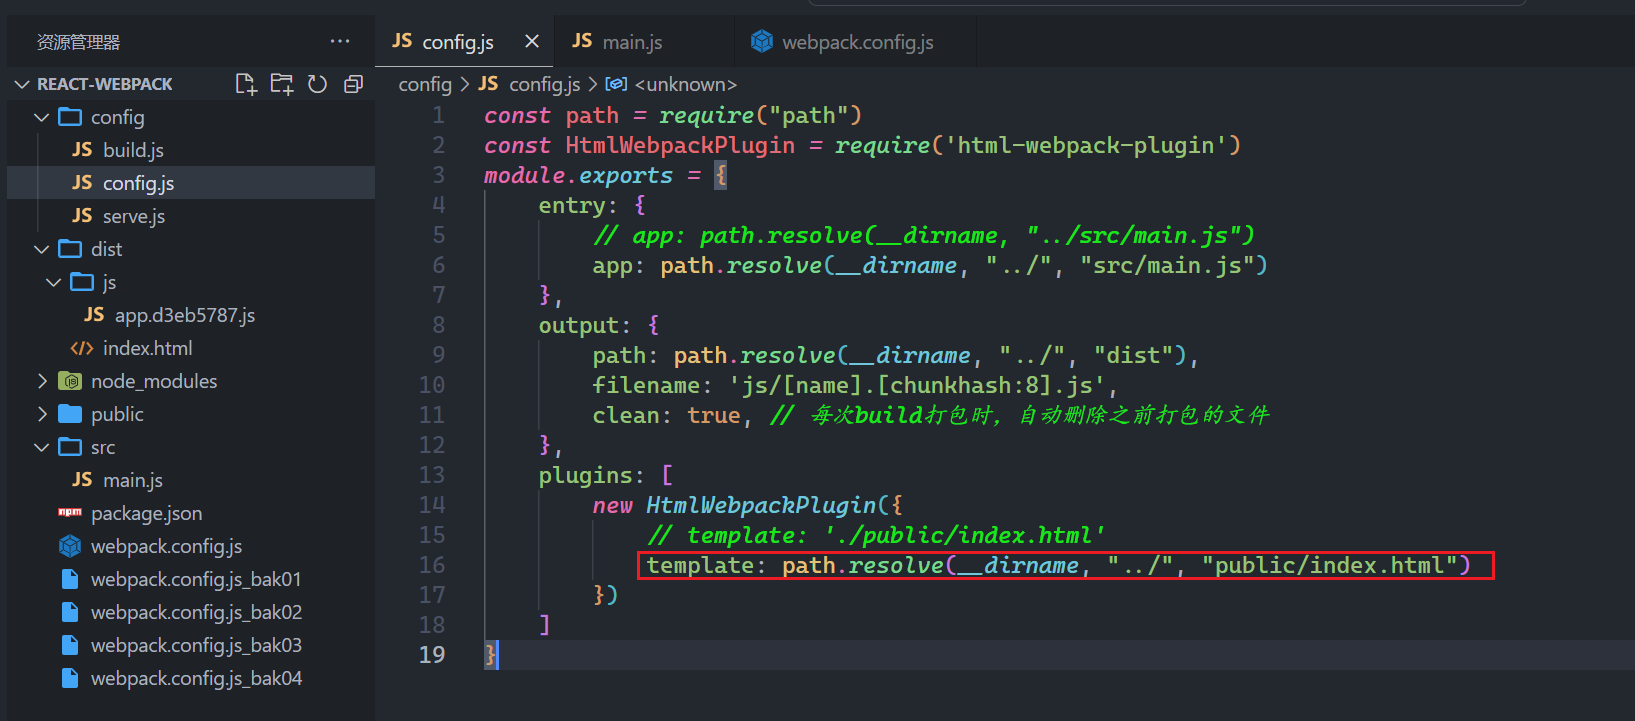 资源管理器
REACT-WEBPACK
config
build.js
config.js
serve.js
dist
js
app.d3eb5787.js
index.html
node_modules
public
src
main.js
package.json
webpack.config.js
webpack.config.js_bak01
webpack.config.js_bak02
webpack.config.js_bak03
webpack.config.js_bak04
JS config.js × JS main.js webpack.config.js
config > JS config.js > <unknown>
1 const path = require("path")
2 const HtmlWebpackPlugin = require('html-webpack-plugin')
3 module.exports = {
4 entry: {
5 // app: path.resolve(__dirname, "../src/main.js")
6 app: path.resolve(__dirname, "../", "src/main.js")
7 },
8 output: {
9 path: path.resolve(__dirname, "../", "dist"),
10 filename: 'js/[name].[chunkhash:8].js',
11 clean: true, // 每次build打包时，自动删除之前打包的文件
12 },
13 plugins: [
14 new HtmlWebpackPlugin({
15 // template: './public/index.html'
16 template: path.resolve(__dirname, "../", "public/index.html")
17 })
18 ]
19 }